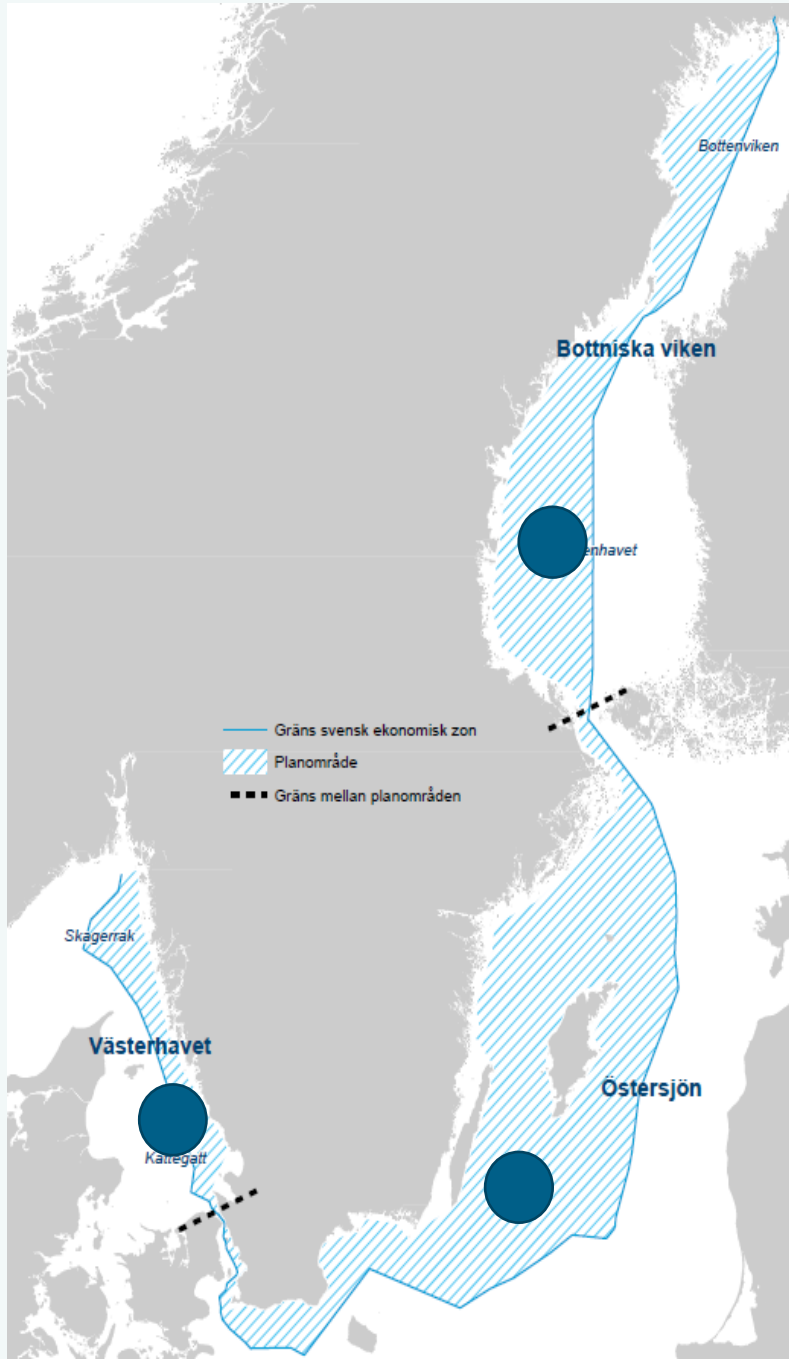 Bottenviken
Bottniska viken
enhavet
Gräns svensk ekonomisk zon
Planområde
Gräns mellan planområden
Skagerrak
Västerhavet
Östersjön
Kattegatt